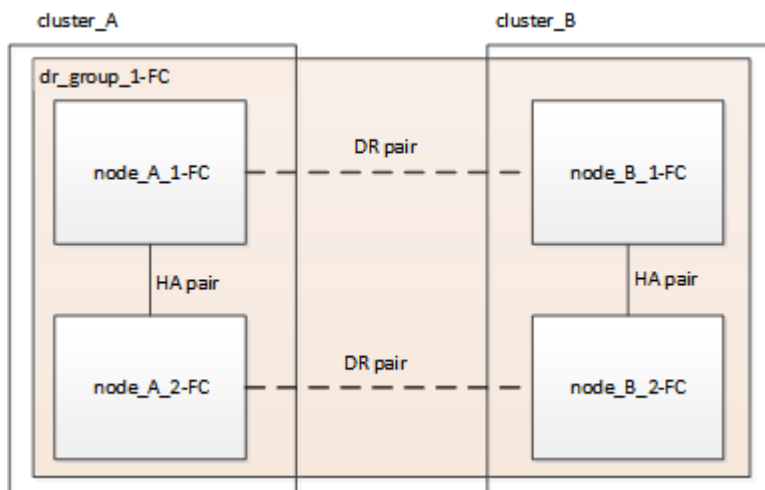 cluster_A
cluster_B
dr_group_1-FC
DR pair
node_A_1-FC
node_B_1-FC
HA pair
HA pair
DR pair
node_A_2-FC
node_B_2-FC